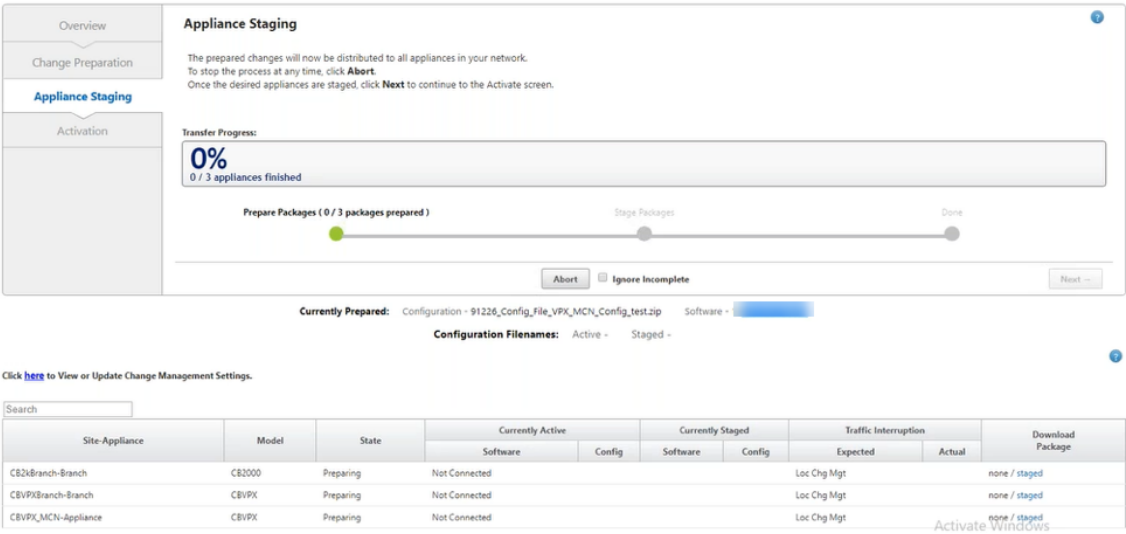 Overview
Change Preparation
Appliance Staging
Activation
Appliance Staging
?
The prepared changes will now be distributed to all appliances in your network.
To stop the process at any time, click Abort.
Once the desired appliances are staged, click Next to continue to the Activate screen.
Transfer Progress:
0%
0 / 3 appliances finished
Prepare Packages ( 0 / 3 packages prepared ) Stage Packages Done
Abort Ignore Incomplete Next →
Currently Prepared: Configuration - 91226_Config_File_VPX_MCN_Config_test.zip Software -
Configuration Filenames: Active - Staged -
?
Click here to View or Update Change Management Settings.
Search
Site-Appliance Model State Currently Active Currently Staged Traffic Interruption Download Package
Software Config Software Config Expected Actual
CB2kBranch-Branch CB2000 Preparing Not Connected Loc Chg Mgt none / staged
CBVPXBranch-Branch CBVPX Preparing Not Connected Loc Chg Mgt none / staged
CBVPX_MCN-Appliance CBVPX Preparing Not Connected Loc Chg Mgt none / staged
Activate Windows